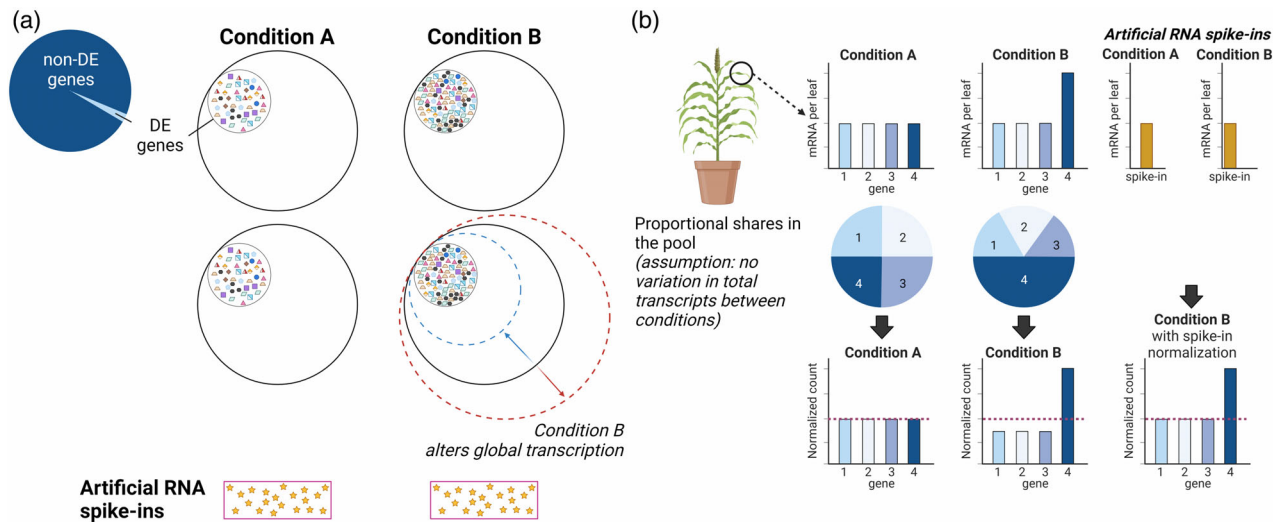 (a)
non-DE
genes
DE
genes
Condition A
Condition B
Condition B
alters global transcription
Artificial RNA
spike-ins
(b)
Condition A
mRNA per leaf
1 2 3 4
gene
Condition B
mRNA per leaf
1 2 3 4
gene
Artificial RNA spike-ins
Condition A
mRNA per leaf
spike-in
Condition B
mRNA per leaf
spike-in
Proportional shares in
the pool
(assumption: no
variation in total
transcripts between
conditions)
1 2
4 3
1 2 3
4
Condition A
Normalized count
1 2 3 4
gene
Condition B
Normalized count
1 2 3 4
gene
Condition B
with spike-in
normalization
Normalized count
1 2 3 4
gene